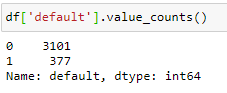 df['default'].value_counts()
0    3101
1     377
Name: default, dtype: int64